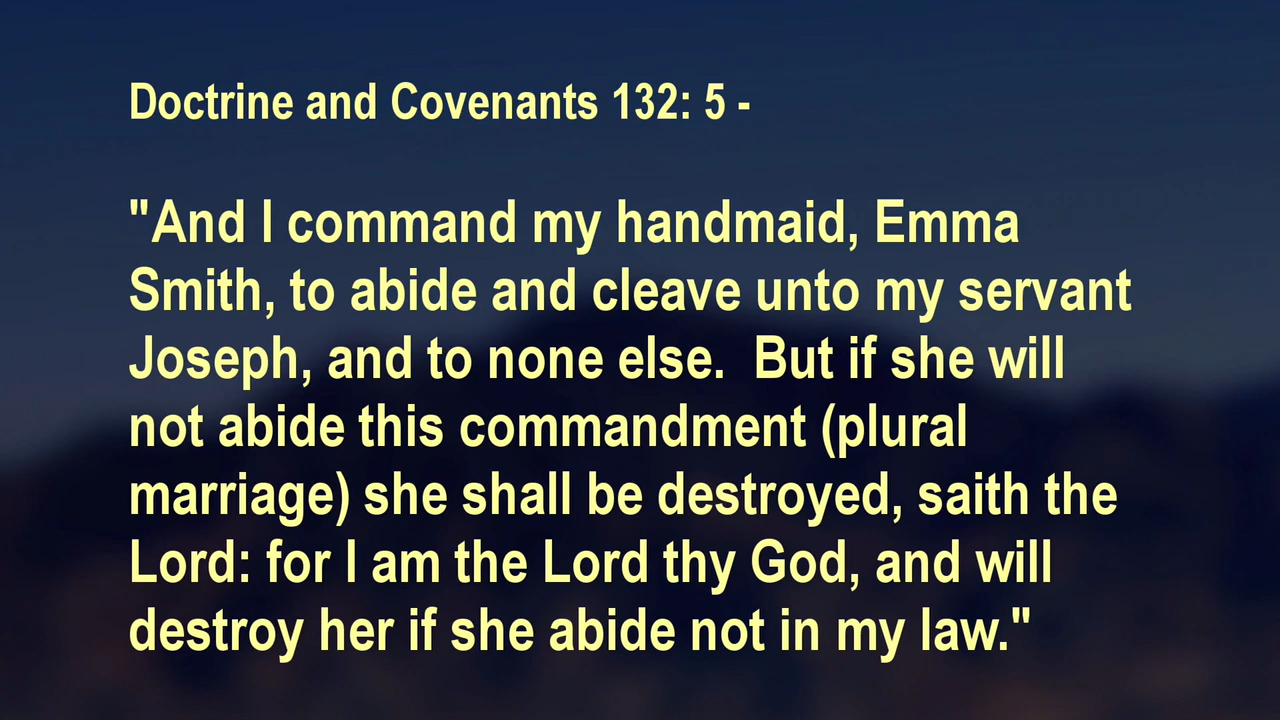 Doctrine and Covenants 132: 5 -
"And I command my handmaid, Emma
Smith, to abide and cleave unto my servant
Joseph, and to none else.  But if she will
not abide this commandment (plural
marriage) she shall be destroyed, saith the
Lord: for I am the Lord thy God, and will
destroy her if she abide not in my law."